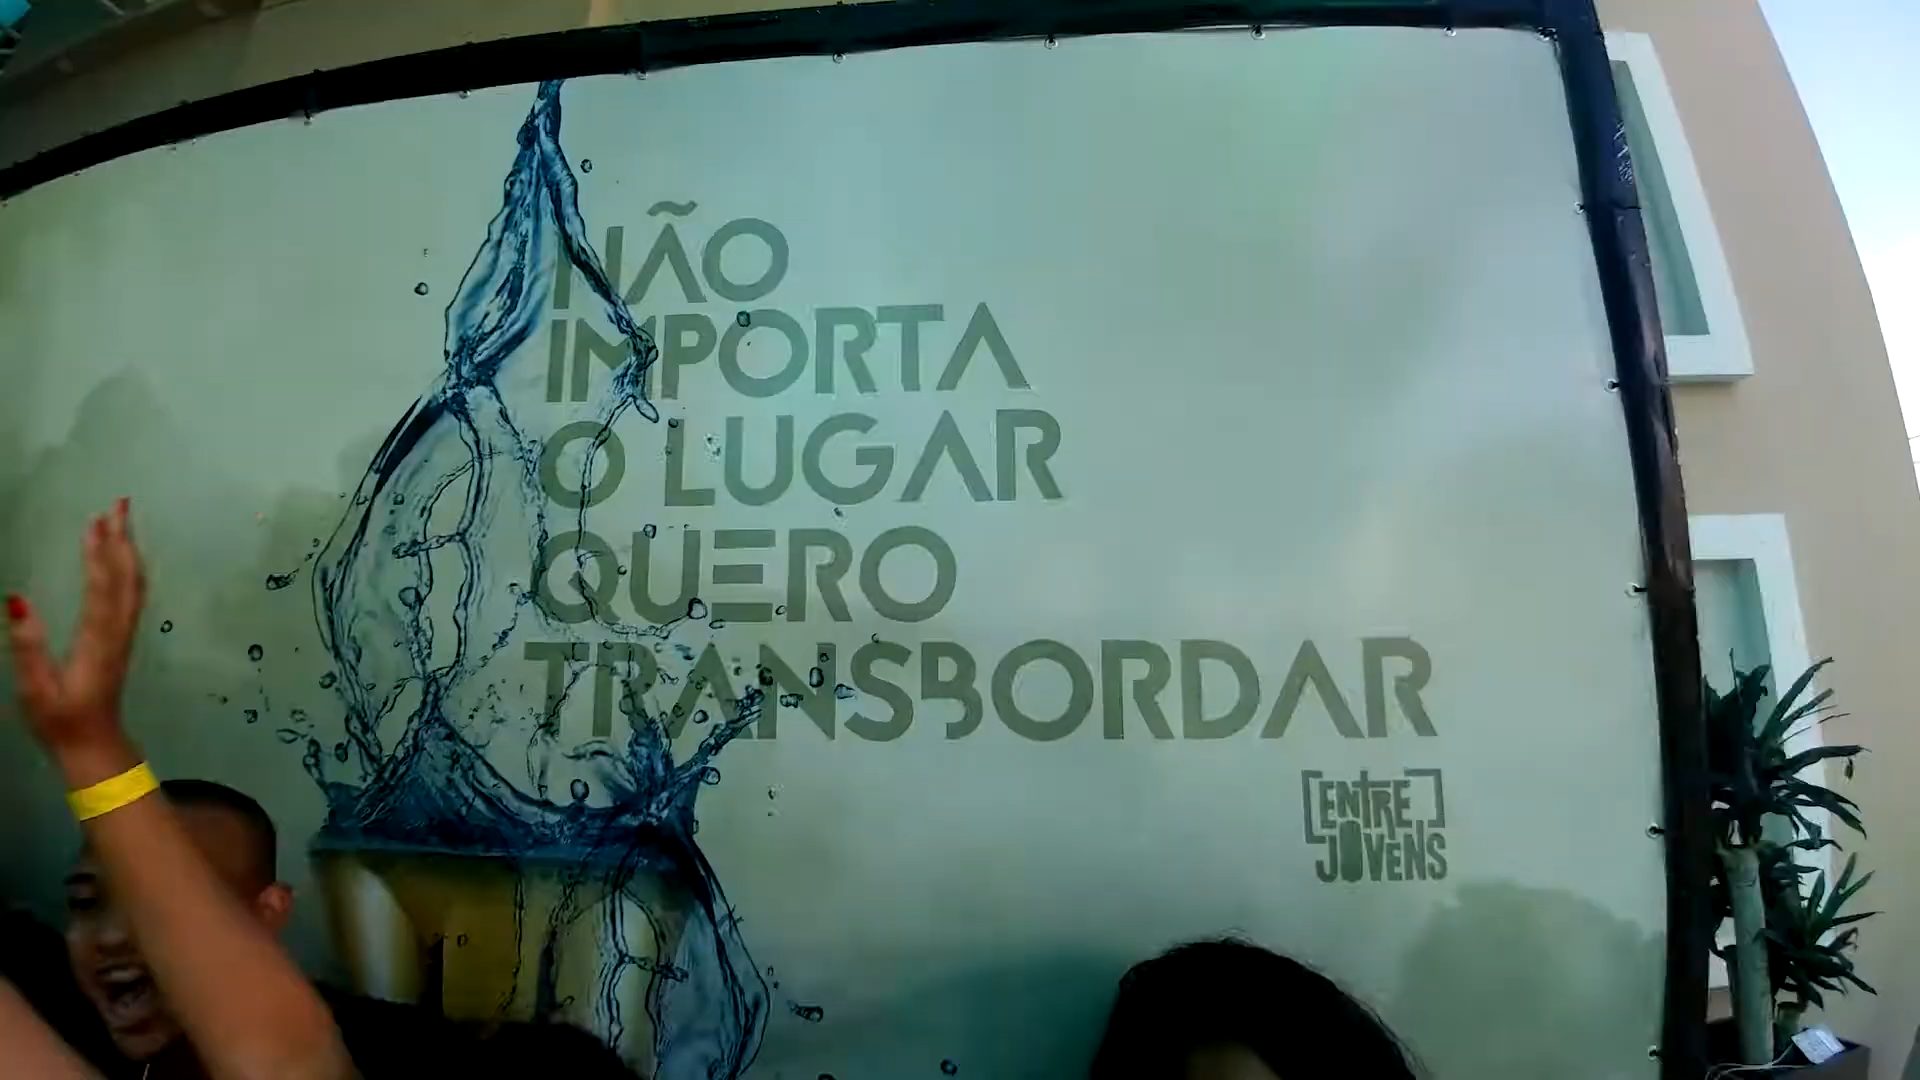 NÃO
IMPORTA
O LUGAR
QUERO
TRANSBORDAR
ENTRE
JOVENS